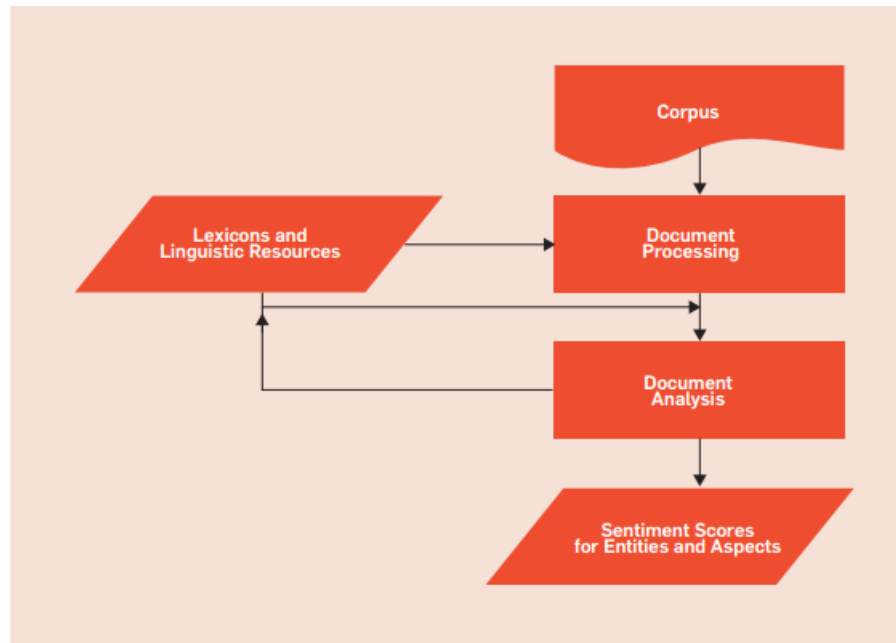 Corpus
Lexicons and
Linguistic Resources
Document
Processing
Document
Analysis
Sentiment Scores
for Entities and Aspects